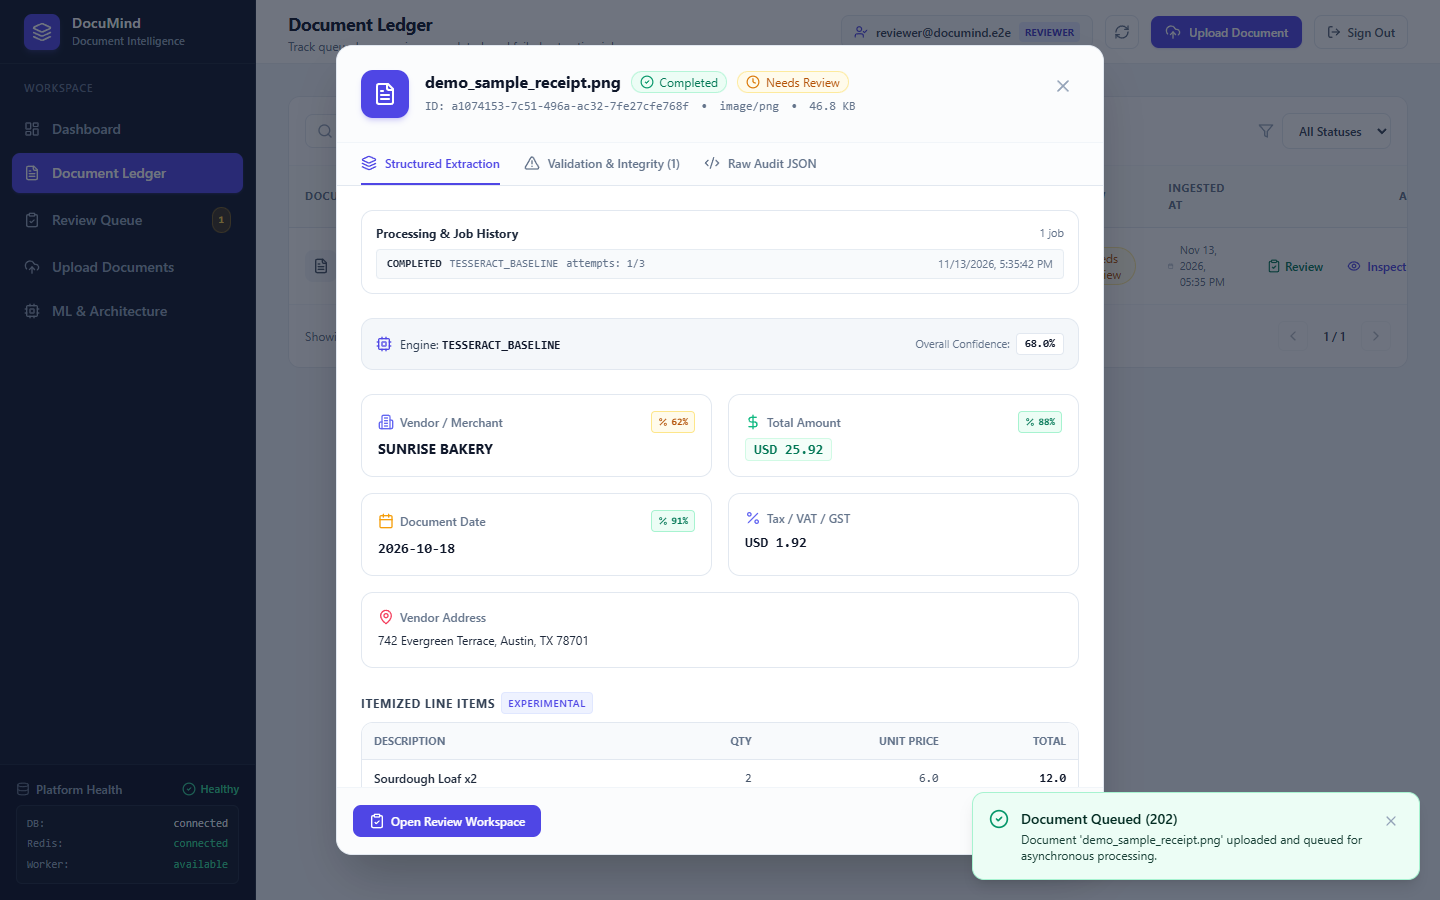 DocuMind
Document Intelligence
WORKSPACE
Dashboard
Document Ledger
Review Queue
1
Upload Documents
ML & Architecture
Platform Health
Healthy
DB: connected
Redis: connected
Worker: available
Document Ledger
reviewer@documind.e2e
REVIEWER
Upload Document
Sign Out
All Statuses
INGESTED
AT
Nov 13,
2026,
05:35 PM
Review
Inspect
1 / 1
demo_sample_receipt.png
Completed
Needs Review
ID: a1074153-7c51-496a-ac32-7fe27cfe768f • image/png • 46.8 KB
Structured Extraction
Validation & Integrity (1)
Raw Audit JSON
Processing & Job History
1 job
COMPLETED TESSERACT_BASELINE attempts: 1/3
11/13/2026, 5:35:42 PM
Engine: TESSERACT_BASELINE
Overall Confidence: 68.0%
Vendor / Merchant
% 62%
SUNRISE BAKERY
Total Amount
% 88%
USD 25.92
Document Date
% 91%
2026-10-18
Tax / VAT / GST
USD 1.92
Vendor Address
742 Evergreen Terrace, Austin, TX 78701
ITEMIZED LINE ITEMS EXPERIMENTAL
DESCRIPTION QTY UNIT PRICE TOTAL
Sourdough Loaf x2 2 6.0 12.0
Open Review Workspace
Document Queued (202)
Document 'demo_sample_receipt.png' uploaded and queued for
asynchronous processing.